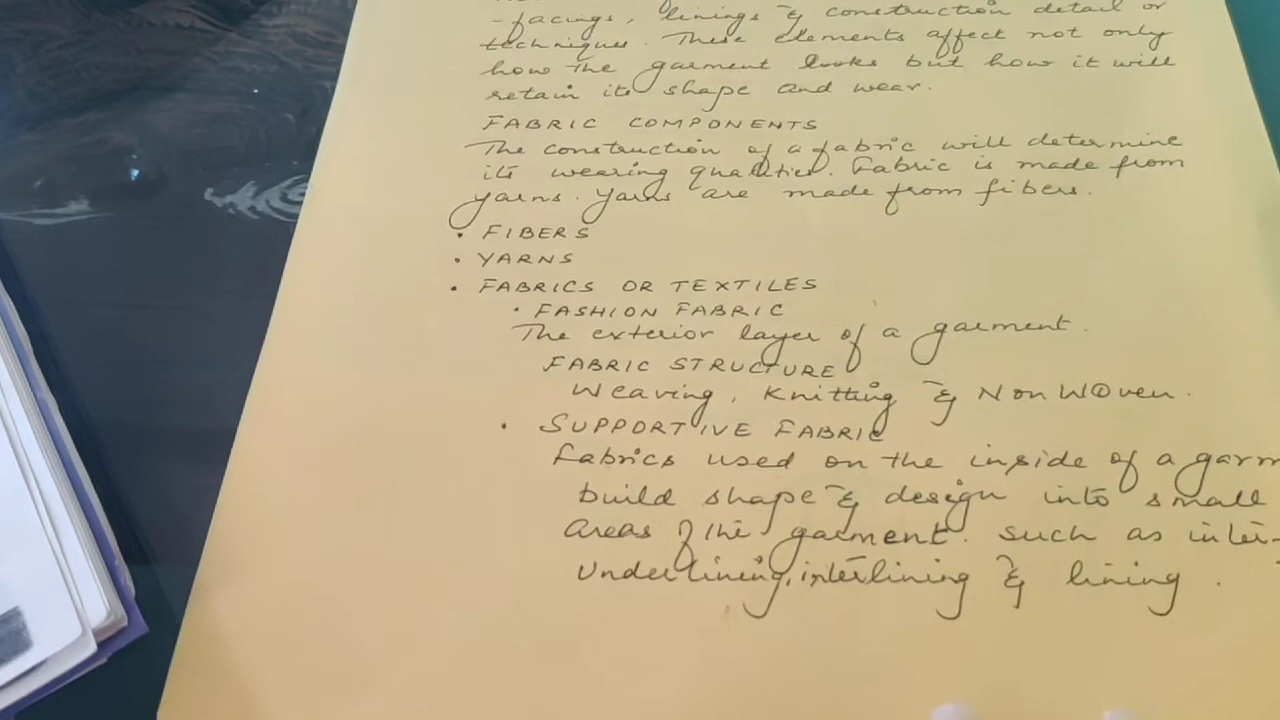 -facings, linings & construction detail or
techniques. These elements affect not only
how the garment looks but how it will
retain its shape and wear.
FABRIC COMPONENTS
The construction of a fabric will determine
its wearing qualities. Fabric is made from
yarns. Yarns are made from fibers.
• FIBERS
• YARNS
• FABRICS OR TEXTILES
• FASHION FABRIC
The exterior layer of a garment.
FABRIC STRUCTURE
Weaving, Knitting & Non Woven.
• SUPPORTIVE FABRIC
Fabrics used on the inside of a garm
build shape & design into small
areas of the garment. such as inter-
Underlining, interlining & lining.